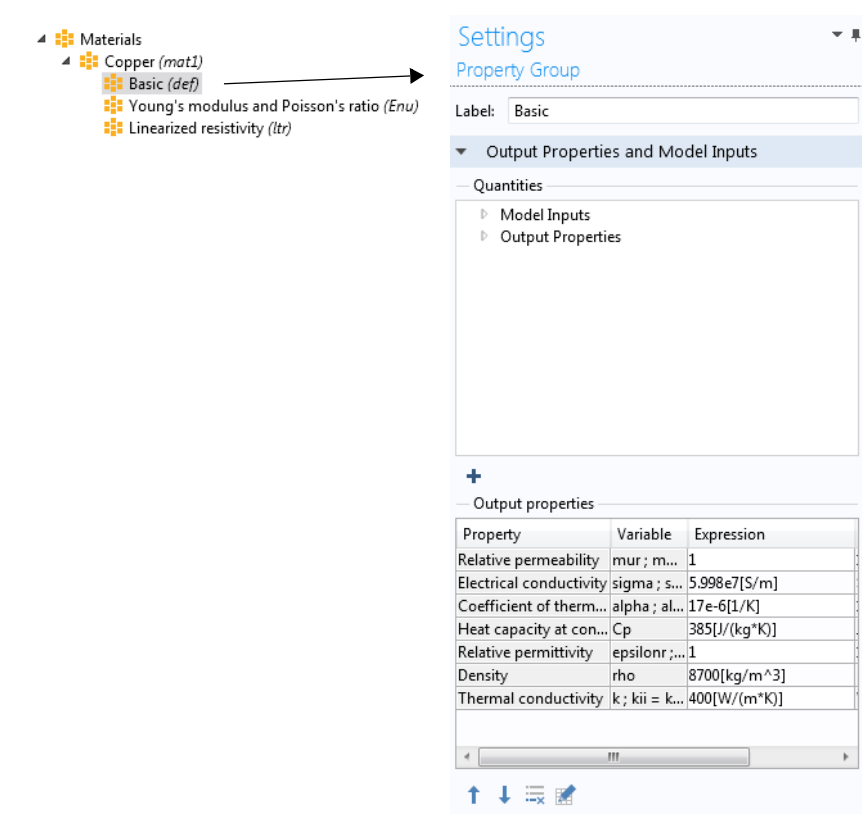 Materials
Copper (mat1)
Basic (def)
Young's modulus and Poisson's ratio (Enu)
Linearized resistivity (ltr)
Settings
Property Group
Label: Basic
Output Properties and Model Inputs
Quantities
Model Inputs
Output Properties
Output properties
Property Variable Expression
Relative permeability mur ; m... 1
Electrical conductivity sigma ; s... 5.998e7[S/m]
Coefficient of therm... alpha ; al... 17e-6[1/K]
Heat capacity at con... Cp 385[J/(kg*K)]
Relative permittivity epsilonr ;... 1
Density rho 8700[kg/m^3]
Thermal conductivity k ; kii = k... 400[W/(m*K)]